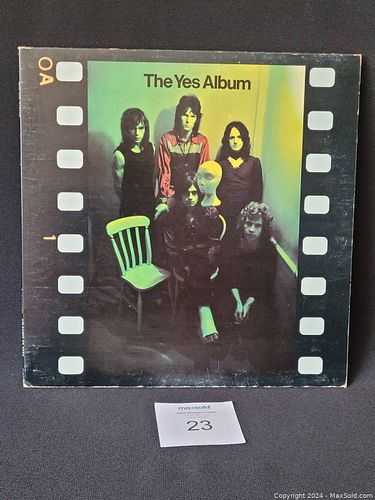 OA
The Yes Album
1
maxsold
23
Copyright © 2024 - MaxSold.com